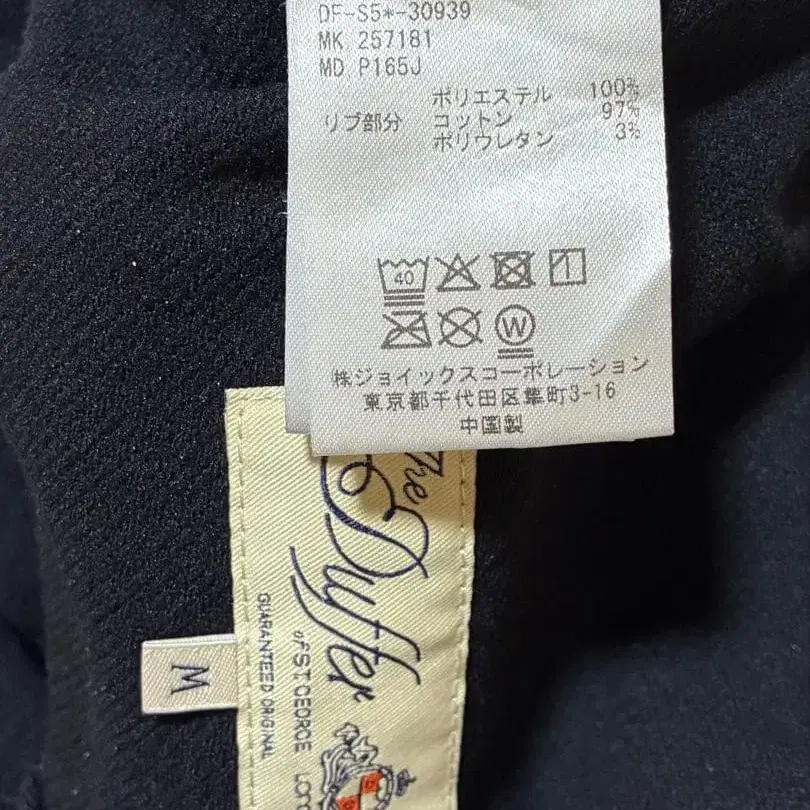 DF-S5*-30939
MK 257181
MD P165J
ポリエステル 100%
リブ部分 コットン 97%
ポリウレタン 3%
40
W
株ジョイックスコーポレーション
東京都千代田区隼町3-16
中国製
The
Duffer
of ST. GEORGE
GUARANTEED ORIGINAL
M